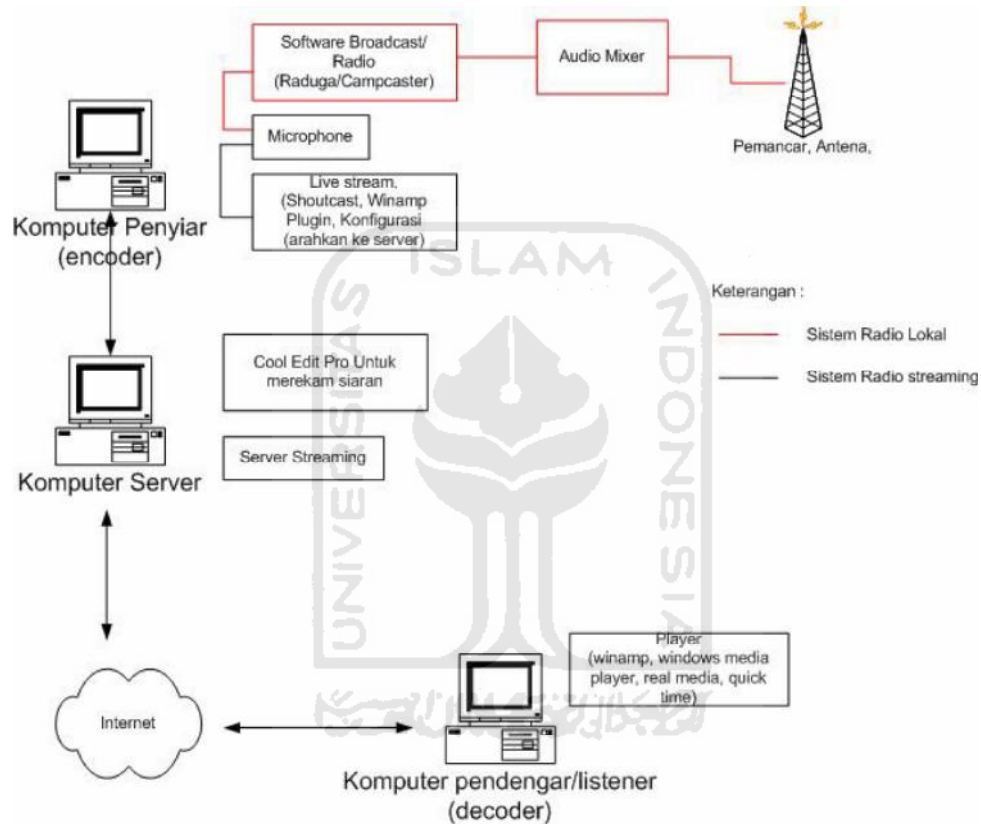 Software Broadcast/
Radio
(Raduga/Campcaster)
Audio Mixer
Pemancar, Antena,
Microphone
Live stream,
(Shoutcast, Winamp
Plugin, Konfigurasi
(arahkan ke server)
Komputer Penyiar
(encoder)
Keterangan :
Sistem Radio Lokal
Sistem Radio streaming
Cool Edit Pro Untuk
merekam siaran
Server Streaming
Komputer Server
Internet
Player
(winamp, windows media
player, real media, quick
time)
Komputer pendengar/listener
(decoder)
UNIVERSITAS
ISLAM
INDONESIA